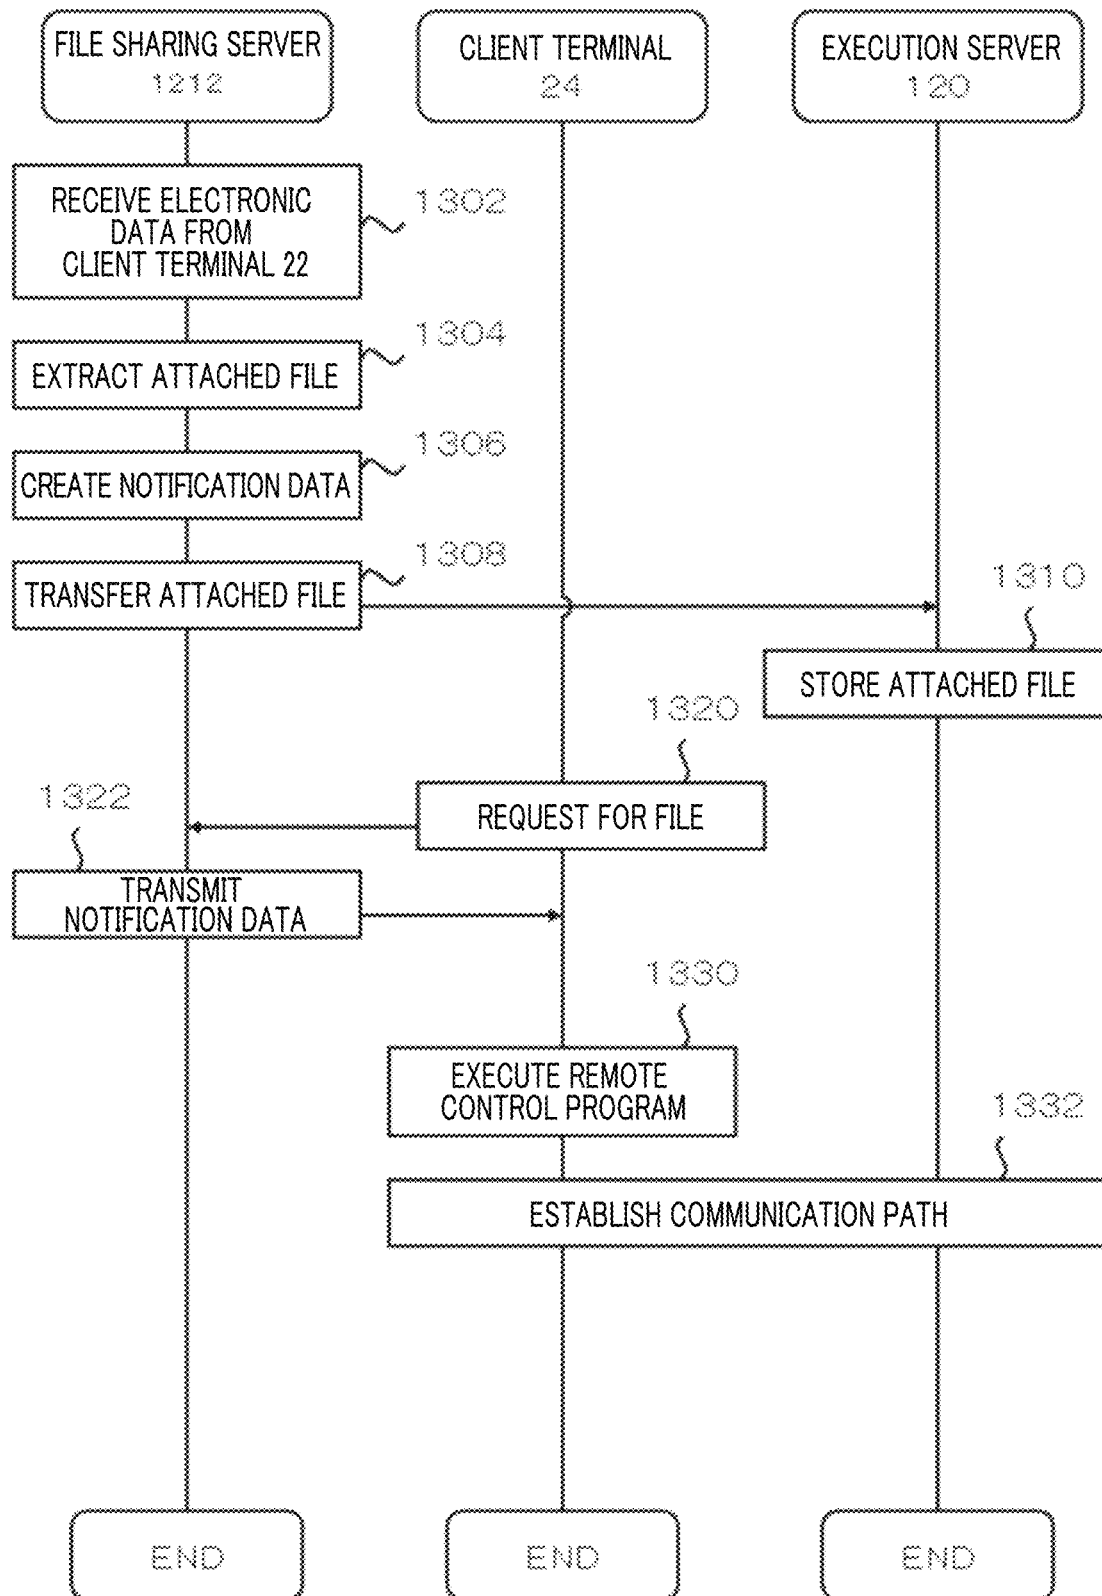 FILE SHARING SERVER
1212
CLIENT TERMINAL
24
EXECUTION SERVER
120
RECEIVE ELECTRONIC
DATA FROM
CLIENT TERMINAL 22
1302
EXTRACT ATTACHED FILE
1304
CREATE NOTIFICATION DATA
1306
TRANSFER ATTACHED FILE
1308
1310
STORE ATTACHED FILE
1320
REQUEST FOR FILE
1322
TRANSMIT
NOTIFICATION DATA
1330
EXECUTE REMOTE
CONTROL PROGRAM
1332
ESTABLISH COMMUNICATION PATH
END
END
END